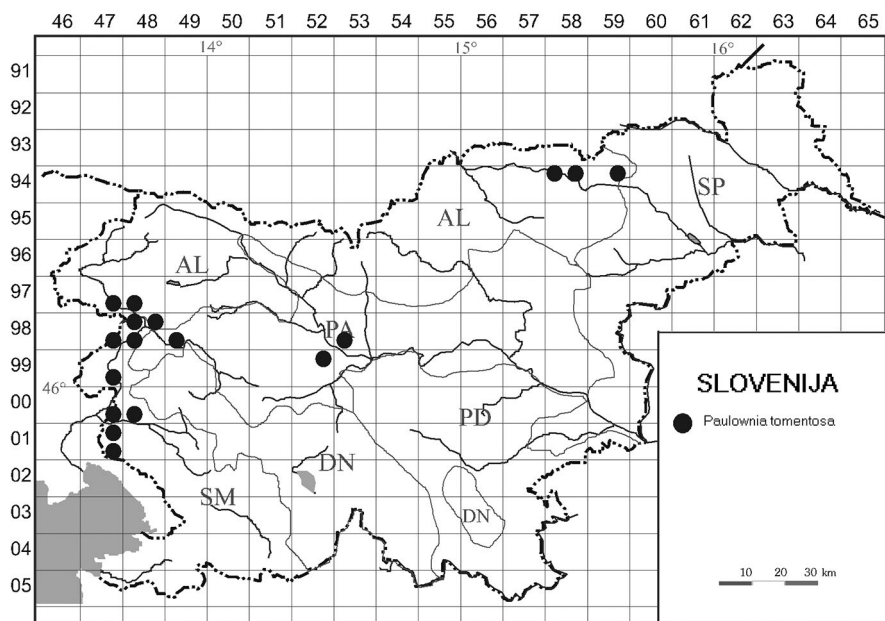 46 47 48 49 50 51 52 53 54 55 56 57 58 59 60 61 62 63 64 65
14° 15° 16°
91
92
93
94
95
96
97
98
99
00
01
02
03
04
05
46°
SP
AL
AL
PA
PD
DN
SM
DN
SLOVENIJA
Paulownia tomentosa
10 20 30 km